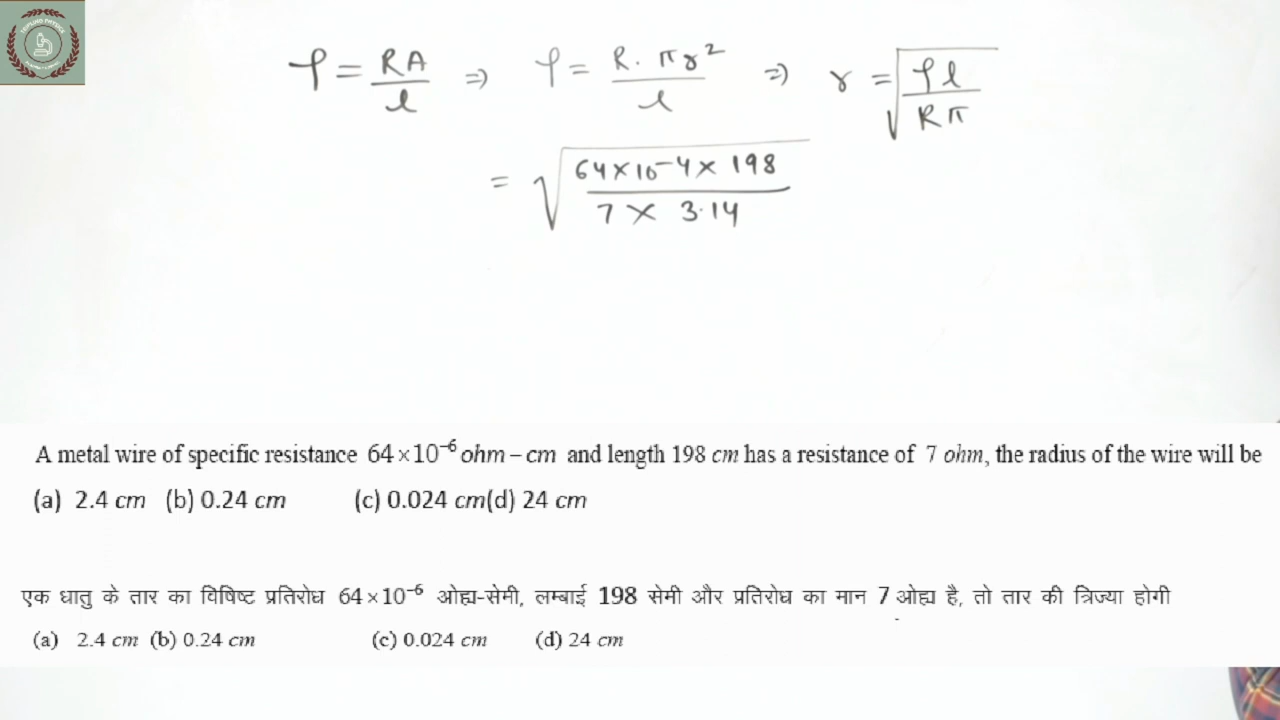 ρ = RA/l ⇒ ρ = R. πr²/l ⇒ r = √(ρl/Rπ)
= √(64×10-4× 198/7 × 3.14)
A metal wire of specific resistance 64×10⁻⁶ ohm – cm and length 198 cm has a resistance of 7 ohm, the radius of the wire will be
(a) 2.4 cm (b) 0.24 cm (c) 0.024 cm(d) 24 cm
एक धातु के तार का विषिष्ट प्रतिरोध 64×10⁻⁶ ओह्म-सेमी, लम्बाई 198 सेमी और प्रतिरोध का मान 7 ओह्म है, तो तार की त्रिज्या होगी
(a) 2.4 cm (b) 0.24 cm (c) 0.024 cm (d) 24 cm